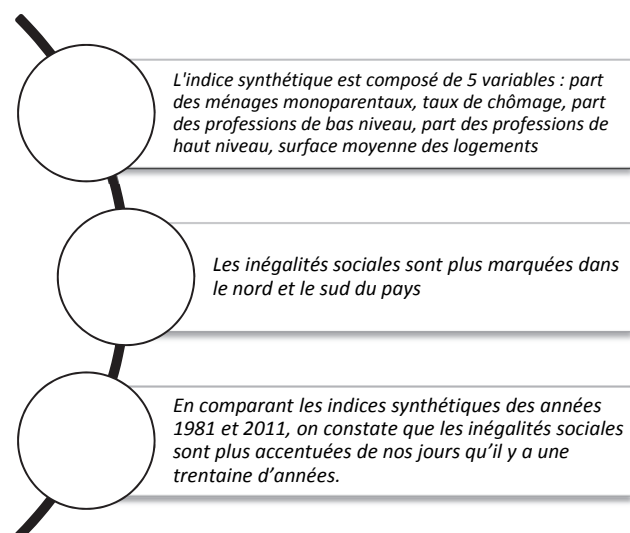 L'indice synthétique est composé de 5 variables : part
des ménages monoparentaux, taux de chômage, part
des professions de bas niveau, part des professions de
haut niveau, surface moyenne des logements
Les inégalités sociales sont plus marquées dans
le nord et le sud du pays
En comparant les indices synthétiques des années
1981 et 2011, on constate que les inégalités sociales
sont plus accentuées de nos jours qu’il y a une
trentaine d’années.